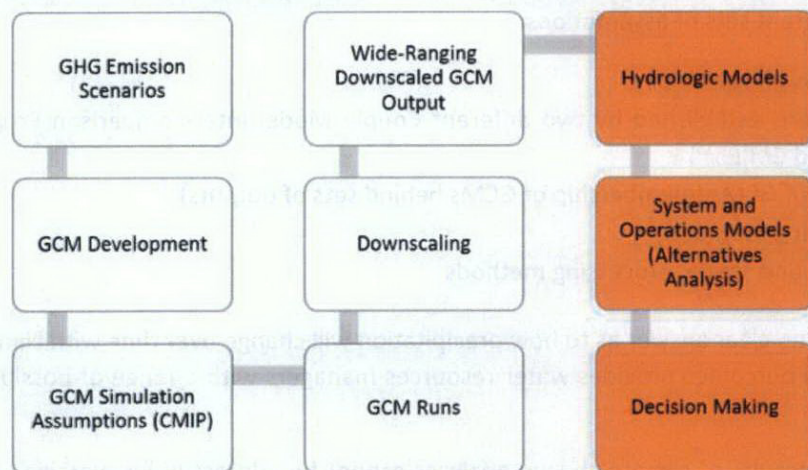 GHG Emission
Scenarios
GCM Development
GCM Simulation
Assumptions (CMIP)
GCM Runs
Downscaling
Wide-Ranging
Downscaled GCM
Output
Hydrologic Models
System and
Operations Models
(Alternatives
Analysis)
Decision Making